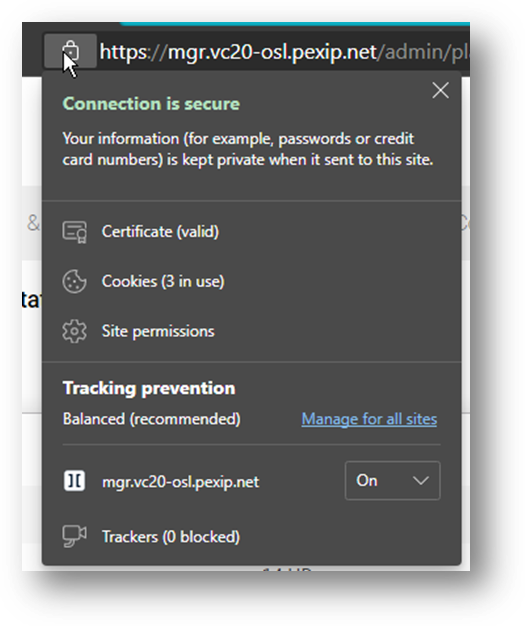 https://mgr.vc20-osl.pexip.net/admin/pl
Connection is secure
Your information (for example, passwords or credit
card numbers) is kept private when it sent to this site.
&
Certificate (valid)
Cookies (3 in use)
Site permissions
Tracking prevention
Balanced (recommended) Manage for all sites
mgr.vc20-osl.pexip.net On
Trackers (0 blocked)